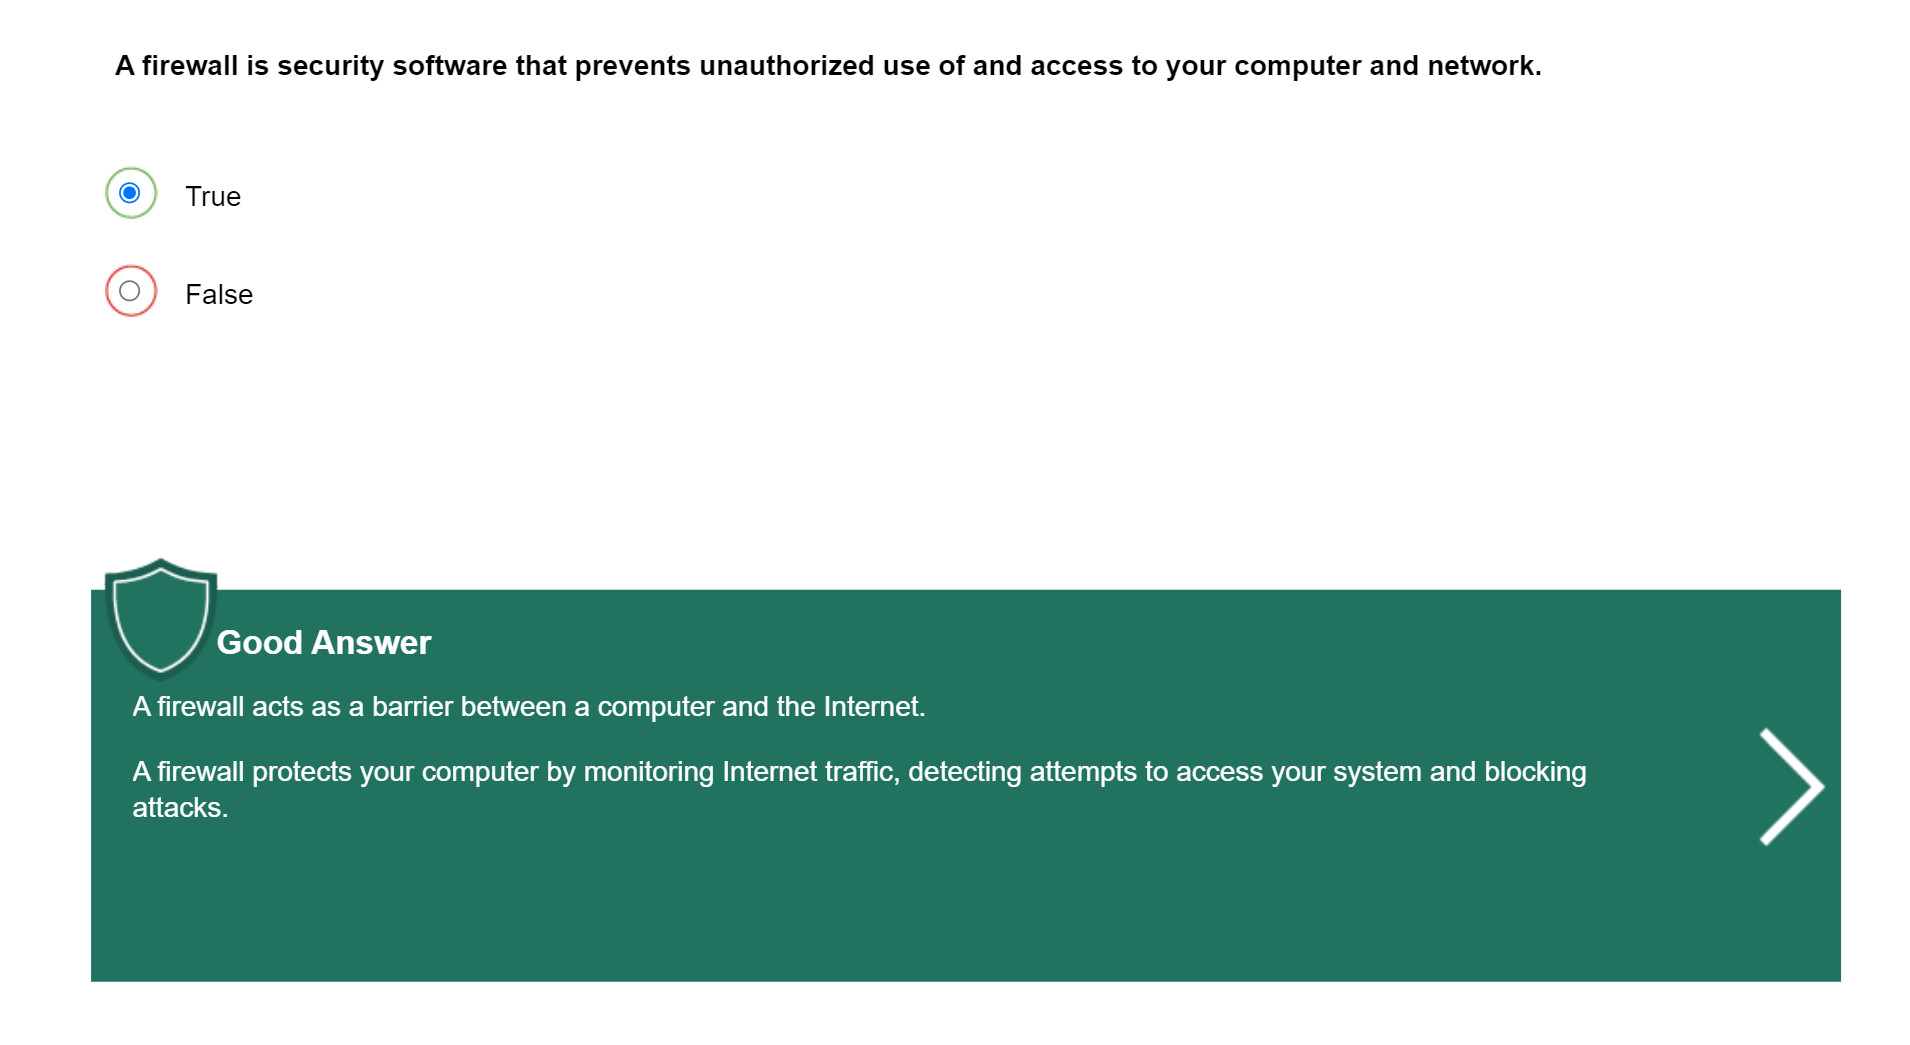 A firewall is security software that prevents unauthorized use of and access to your computer and network.
True
False
Good Answer
A firewall acts as a barrier between a computer and the Internet.
A firewall protects your computer by monitoring Internet traffic, detecting attempts to access your system and blocking
attacks.